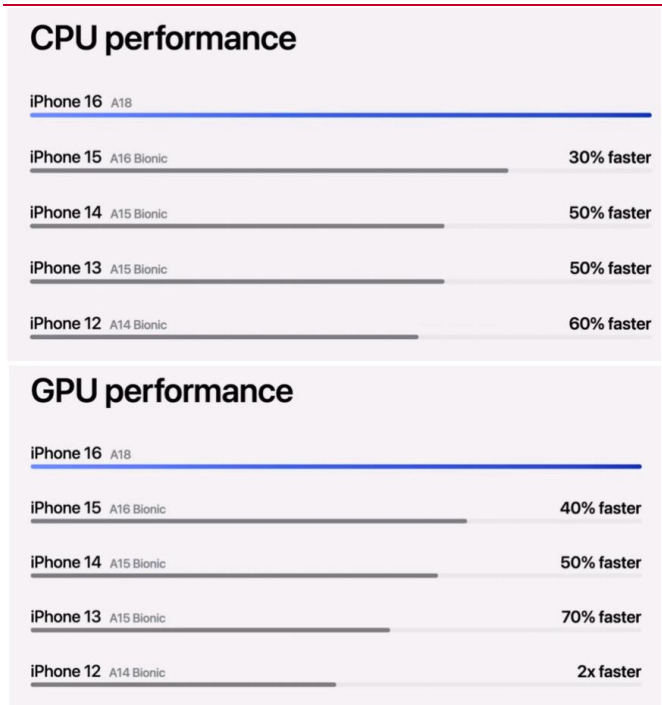 CPU performance
iPhone 16 A18
iPhone 15 A16 Bionic 30% faster
iPhone 14 A15 Bionic 50% faster
iPhone 13 A15 Bionic 50% faster
iPhone 12 A14 Bionic 60% faster
GPU performance
iPhone 16 A18
iPhone 15 A16 Bionic 40% faster
iPhone 14 A15 Bionic 50% faster
iPhone 13 A15 Bionic 70% faster
iPhone 12 A14 Bionic 2x faster